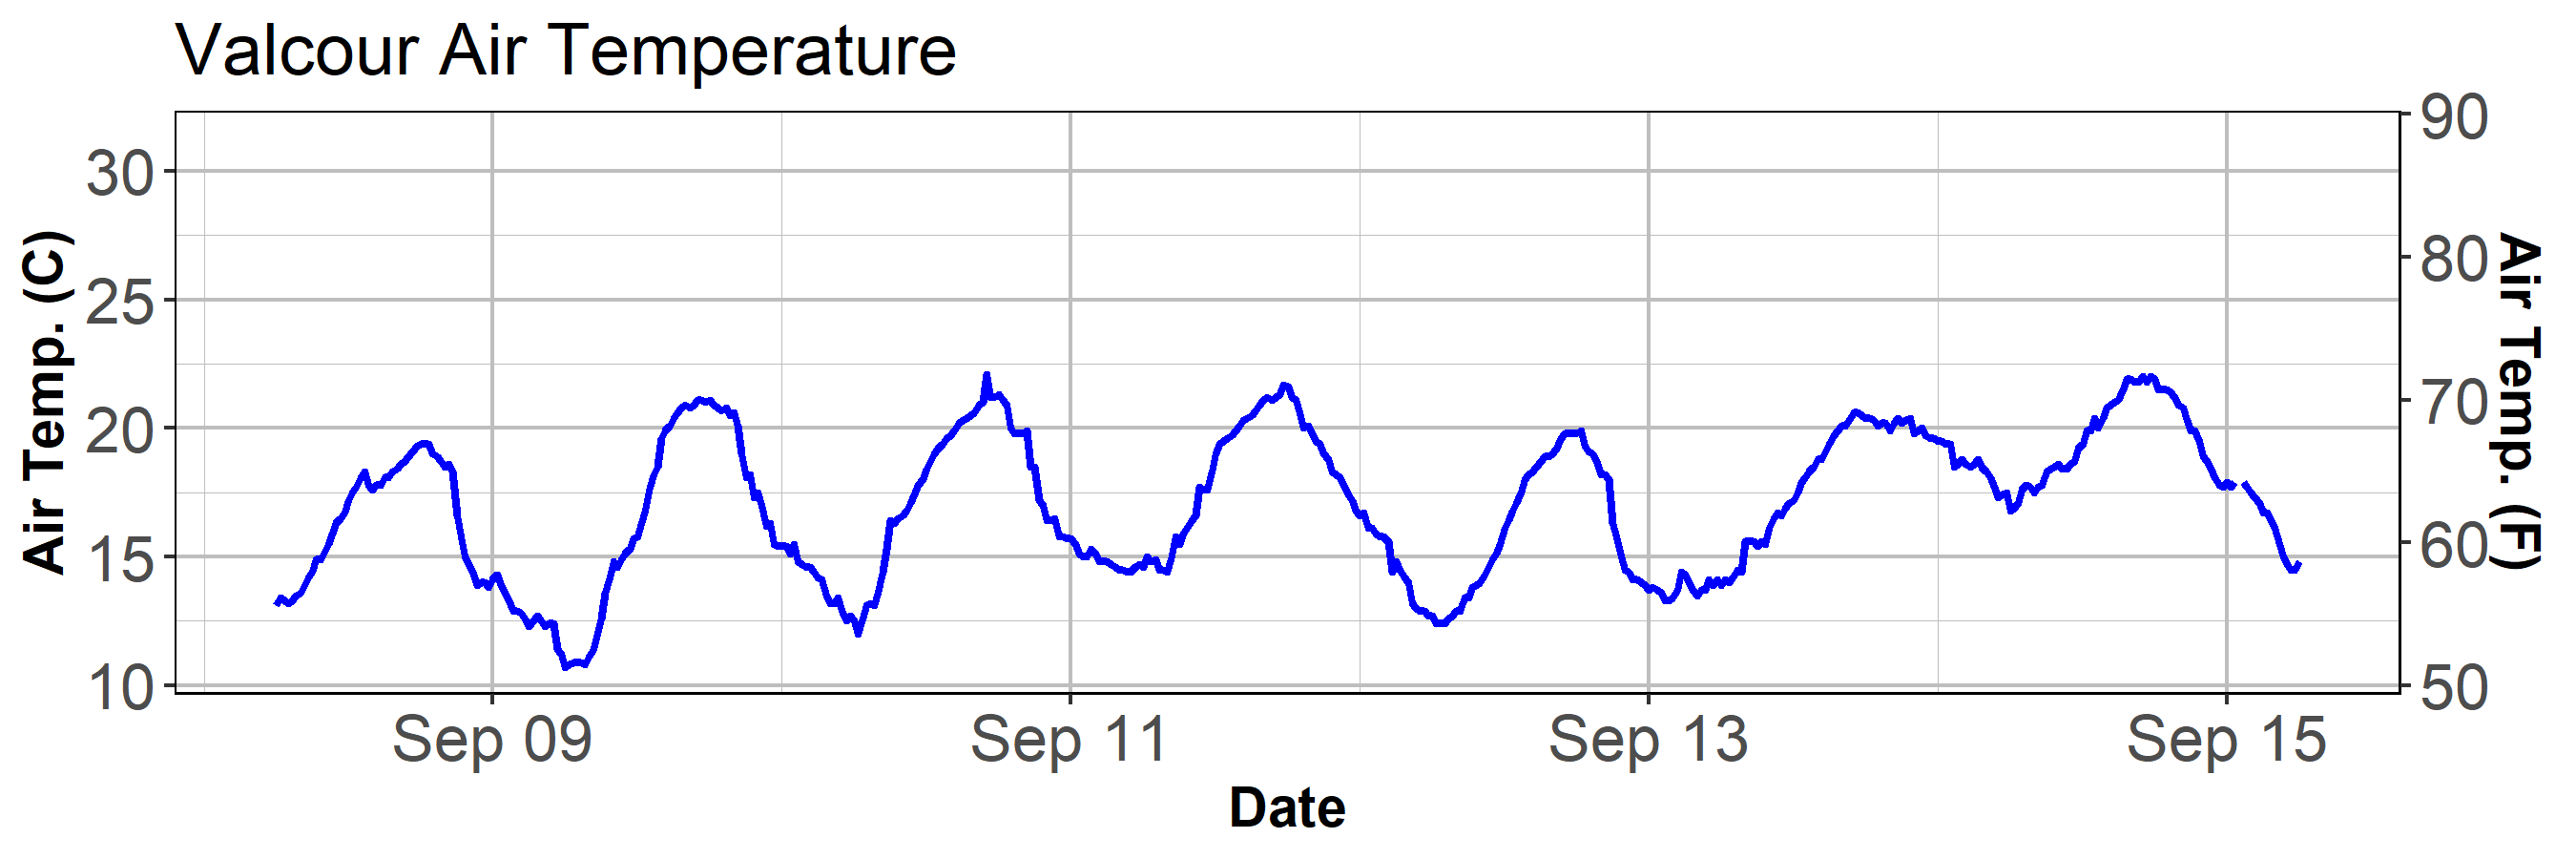 Valcour Air Temperature
Air Temp. (C)
30
25
20
15
10
90
80
70
60
50
Air Temp. (F)
Sep 09
Sep 11
Sep 13
Sep 15
Date